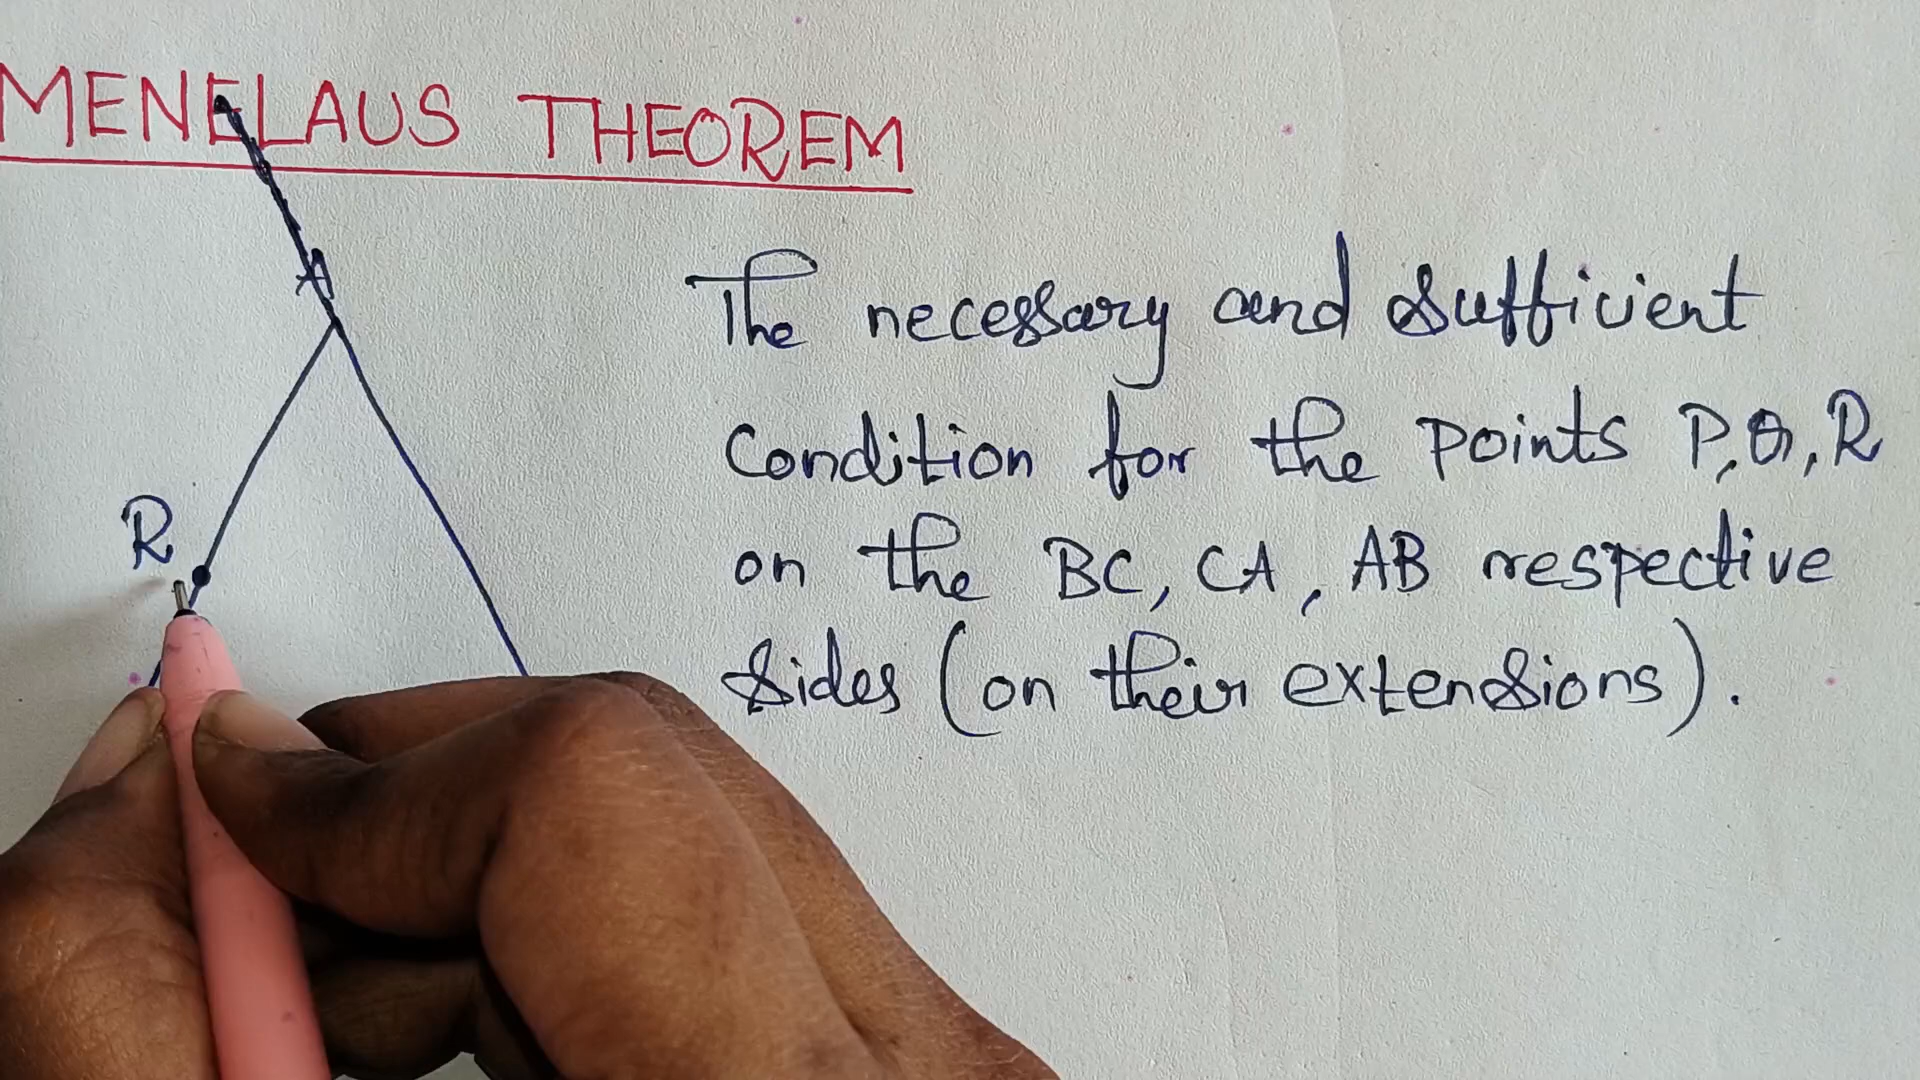 MENELAUS THEOREM
A
The necessary and sufficient
Condition for the points P, Q, R
R
on the BC, CA, AB respective
sides (on their extensions).